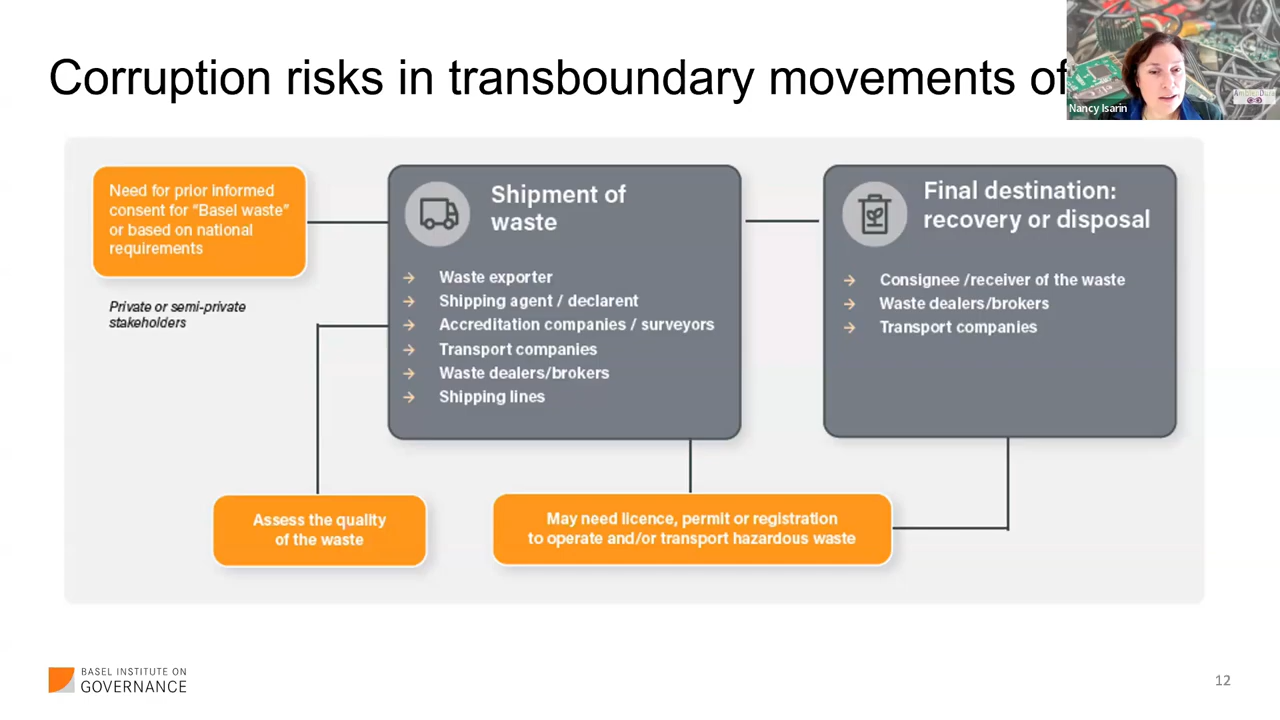 Corruption risks in transboundary movements of
Nancy Isarin
Need for prior informed
consent for “Basel waste”
or based on national
requirements
Private or semi-private
stakeholders
Shipment of
waste
→ Waste exporter
→ Shipping agent / declarent
→ Accreditation companies / surveyors
→ Transport companies
→ Waste dealers/brokers
→ Shipping lines
Final destination:
recovery or disposal
→ Consignee /receiver of the waste
→ Waste dealers/brokers
→ Transport companies
Assess the quality
of the waste
May need licence, permit or registration
to operate and/or transport hazardous waste
BASEL INSTITUTE ON
GOVERNANCE
12